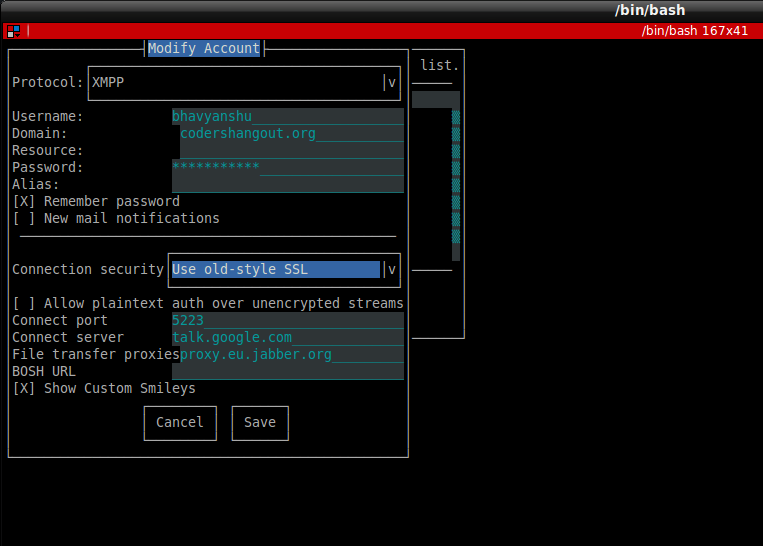 /bin/bash
/bin/bash 167x41
Modify Account
list.
Protocol: XMPP v
Username: bhavyanshu
Domain: codershangout.org
Resource:
Password: ***********
Alias:
[X] Remember password
[ ] New mail notifications
Connection security Use old-style SSL v
[ ] Allow plaintext auth over unencrypted streams
Connect port 5223
Connect server talk.google.com
File transfer proxies proxy.eu.jabber.org
BOSH URL
[X] Show Custom Smileys
Cancel Save